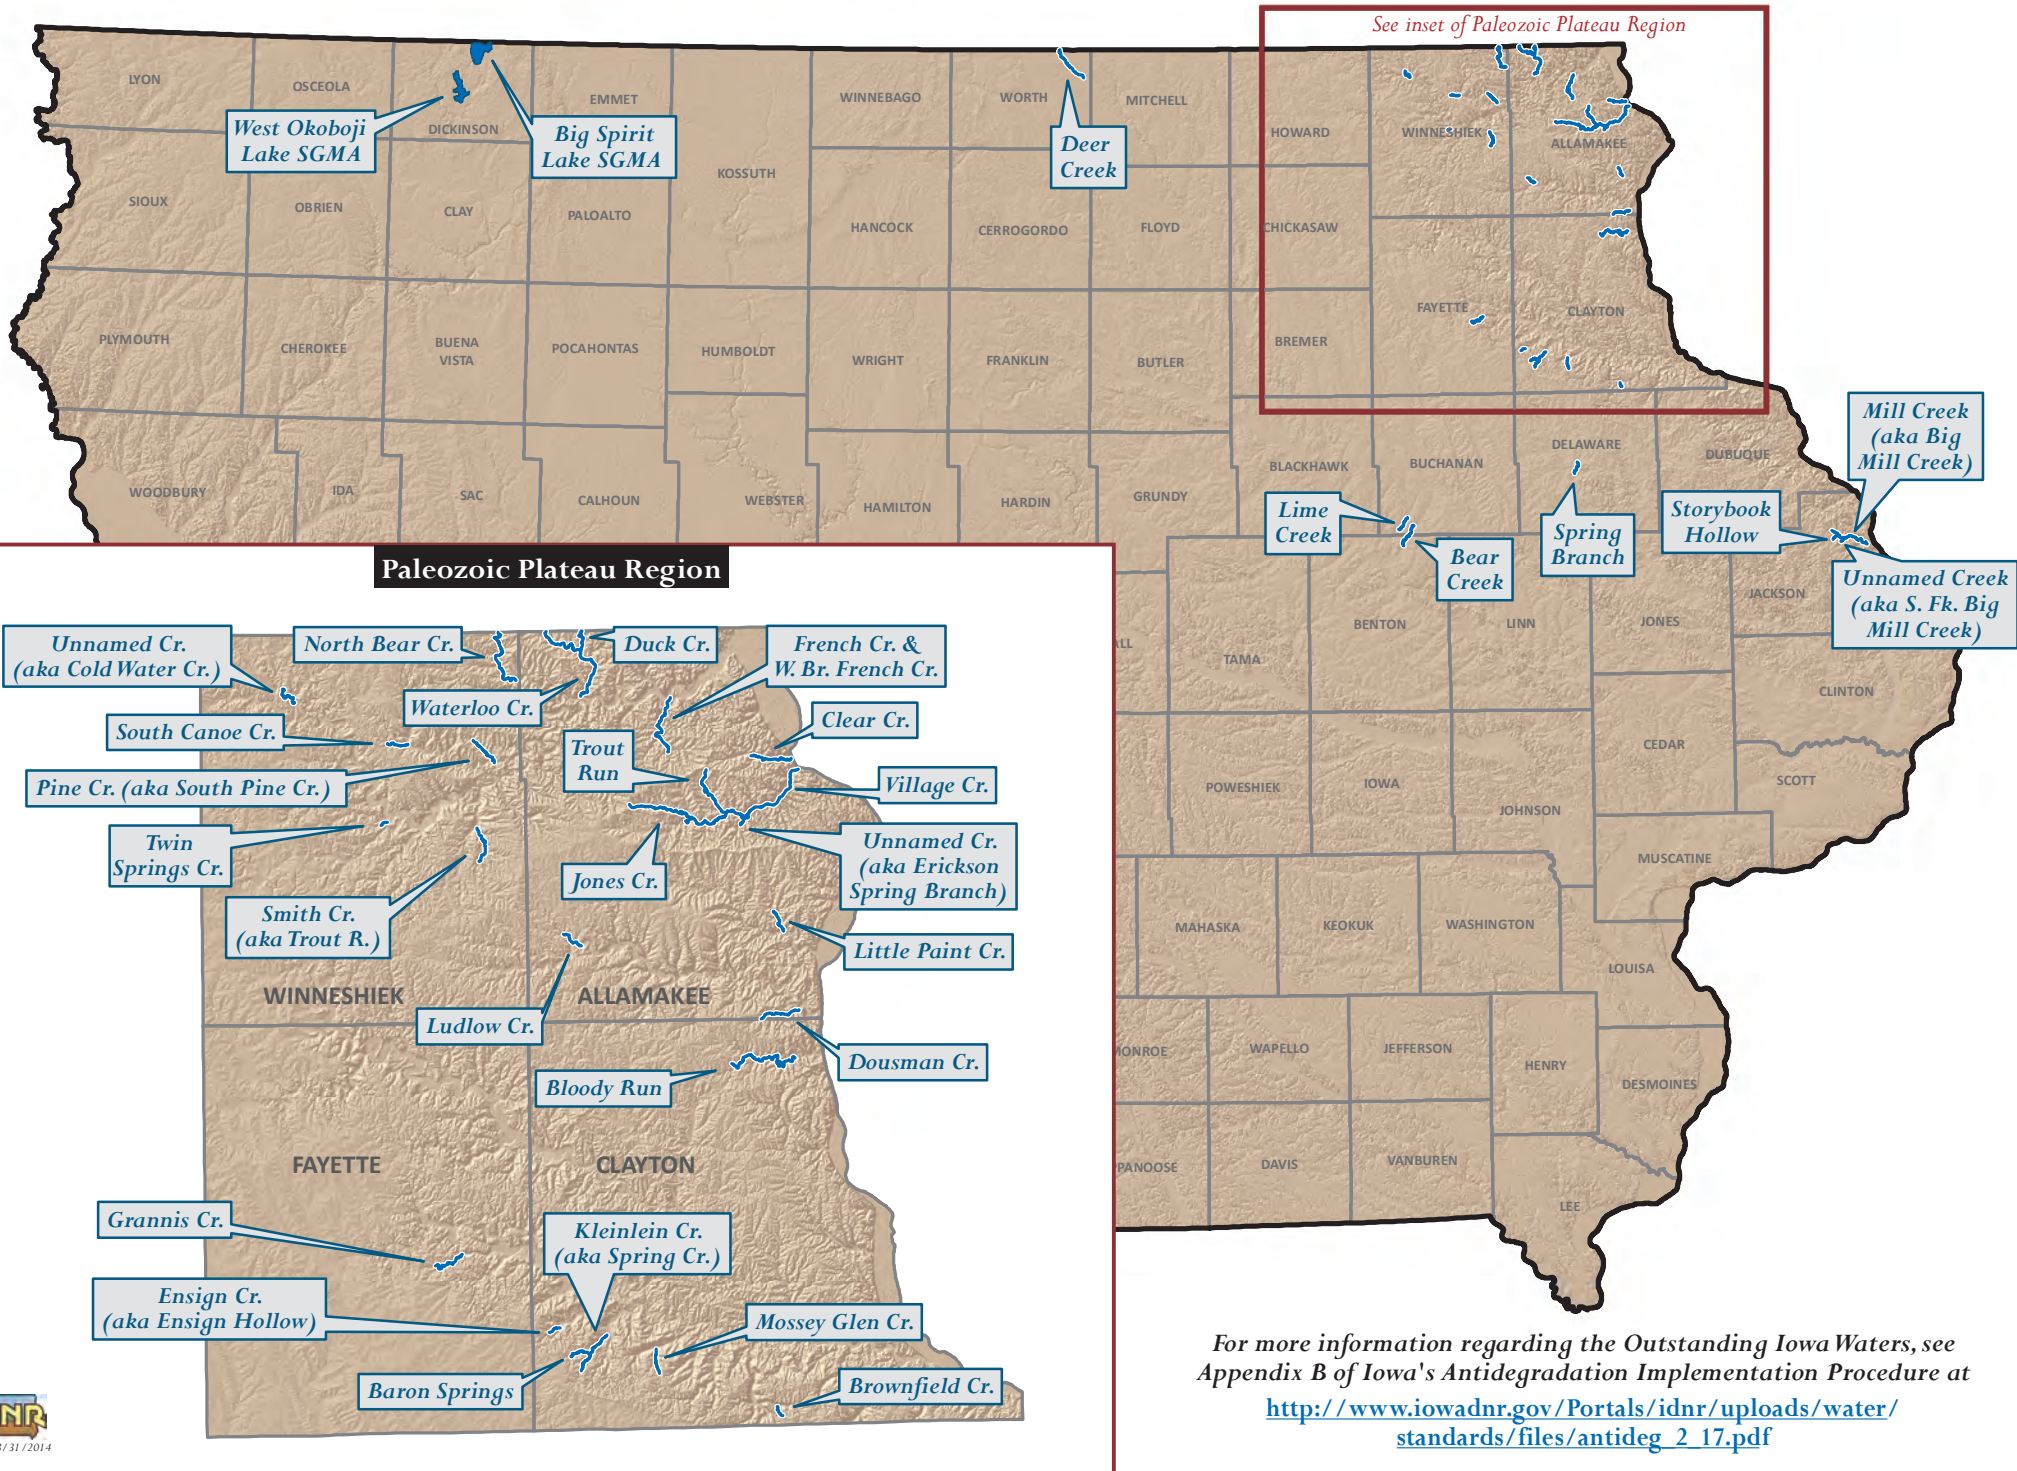 See inset of Paleozoic Plateau Region
LYON
OSCEOLA
EMMET
DICKINSON
WINNEBAGO
WORTH
MITCHELL
HOWARD
WINNESHIEK
ALLAMAKEE
West Okoboji
Lake SGMA
Big Spirit
Lake SGMA
Deer
Creek
KOSSUTH
SIOUX
OBRIEN
CLAY
PALOALTO
HANCOCK
CERROGORDO
FLOYD
CHICKASAW
FAYETTE
CLAYTON
PLYMOUTH
CHEROKEE
BUENA
VISTA
POCAHONTAS
HUMBOLDT
WRIGHT
FRANKLIN
BUTLER
BREMER
WOODBURY
IDA
SAC
CALHOUN
WEBSTER
HAMILTON
HARDIN
GRUNDY
BLACKHAWK
BUCHANAN
DELAWARE
DUBUQUE
Mill Creek
(aka Big
Mill Creek)
Lime
Creek
Bear
Creek
Spring
Branch
Storybook
Hollow
Unnamed Creek
(aka S. Fk. Big
Mill Creek)
TAMA
BENTON
LINN
JONES
JACKSON
CLINTON
CEDAR
SCOTT
POWESHIEK
IOWA
JOHNSON
MUSCATINE
MAHASKA
KEOKUK
WASHINGTON
LOUISA
MONROE
WAPELLO
JEFFERSON
HENRY
DESMOINES
PANOOSE
DAVIS
VANBUREN
LEE
Paleozoic Plateau Region
Unnamed Cr.
(aka Cold Water Cr.)
North Bear Cr.
Duck Cr.
French Cr. &
W. Br. French Cr.
Waterloo Cr.
Clear Cr.
South Canoe Cr.
Trout
Run
Pine Cr. (aka South Pine Cr.)
Village Cr.
Twin
Springs Cr.
Jones Cr.
Unnamed Cr.
(aka Erickson
Spring Branch)
Smith Cr.
(aka Trout R.)
Little Paint Cr.
WINNESHIEK
ALLAMAKEE
Ludlow Cr.
Dousman Cr.
Bloody Run
FAYETTE
CLAYTON
Grannis Cr.
Kleinlein Cr.
(aka Spring Cr.)
Ensign Cr.
(aka Ensign Hollow)
Mossey Glen Cr.
Baron Springs
Brownfield Cr.
For more information regarding the Outstanding Iowa Waters, see
Appendix B of Iowa's Antidegradation Implementation Procedure at
http://www.iowadnr.gov/Portals/idnr/uploads/water/
standards/files/antideg_2_17.pdf